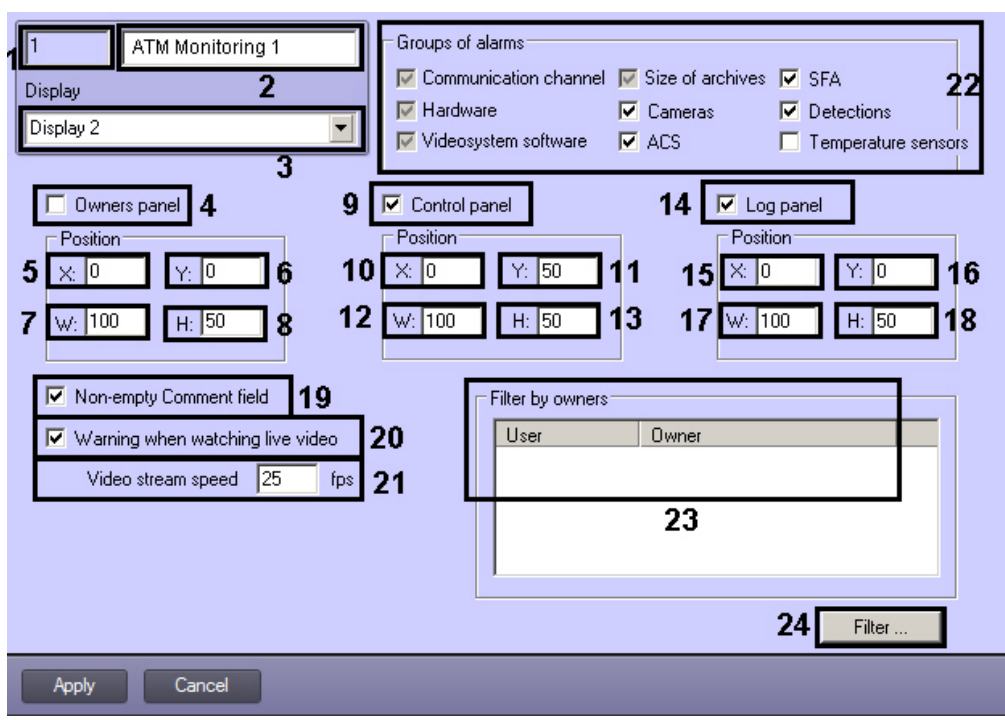 1 1 ATM Monitoring 1
2
Display
Display 2
3
Groups of alarms
Communication channel Size of archives SFA
22
Hardware Cameras Detections
Videosystem software ACS Temperature sensors
Owners panel 4
Position
5 X: 0 Y: 0 6
7 W: 100 H: 50 8
9 Control panel
Position
10 X: 0 Y: 50 11
12 W: 100 H: 50 13
14 Log panel
Position
15 X: 0 Y: 0 16
17 W: 100 H: 50 18
Non-empty Comment field 19
Warning when watching live video 20
Video stream speed 25 fps 21
Filter by owners
User Owner
23
24 Filter ...
Apply Cancel